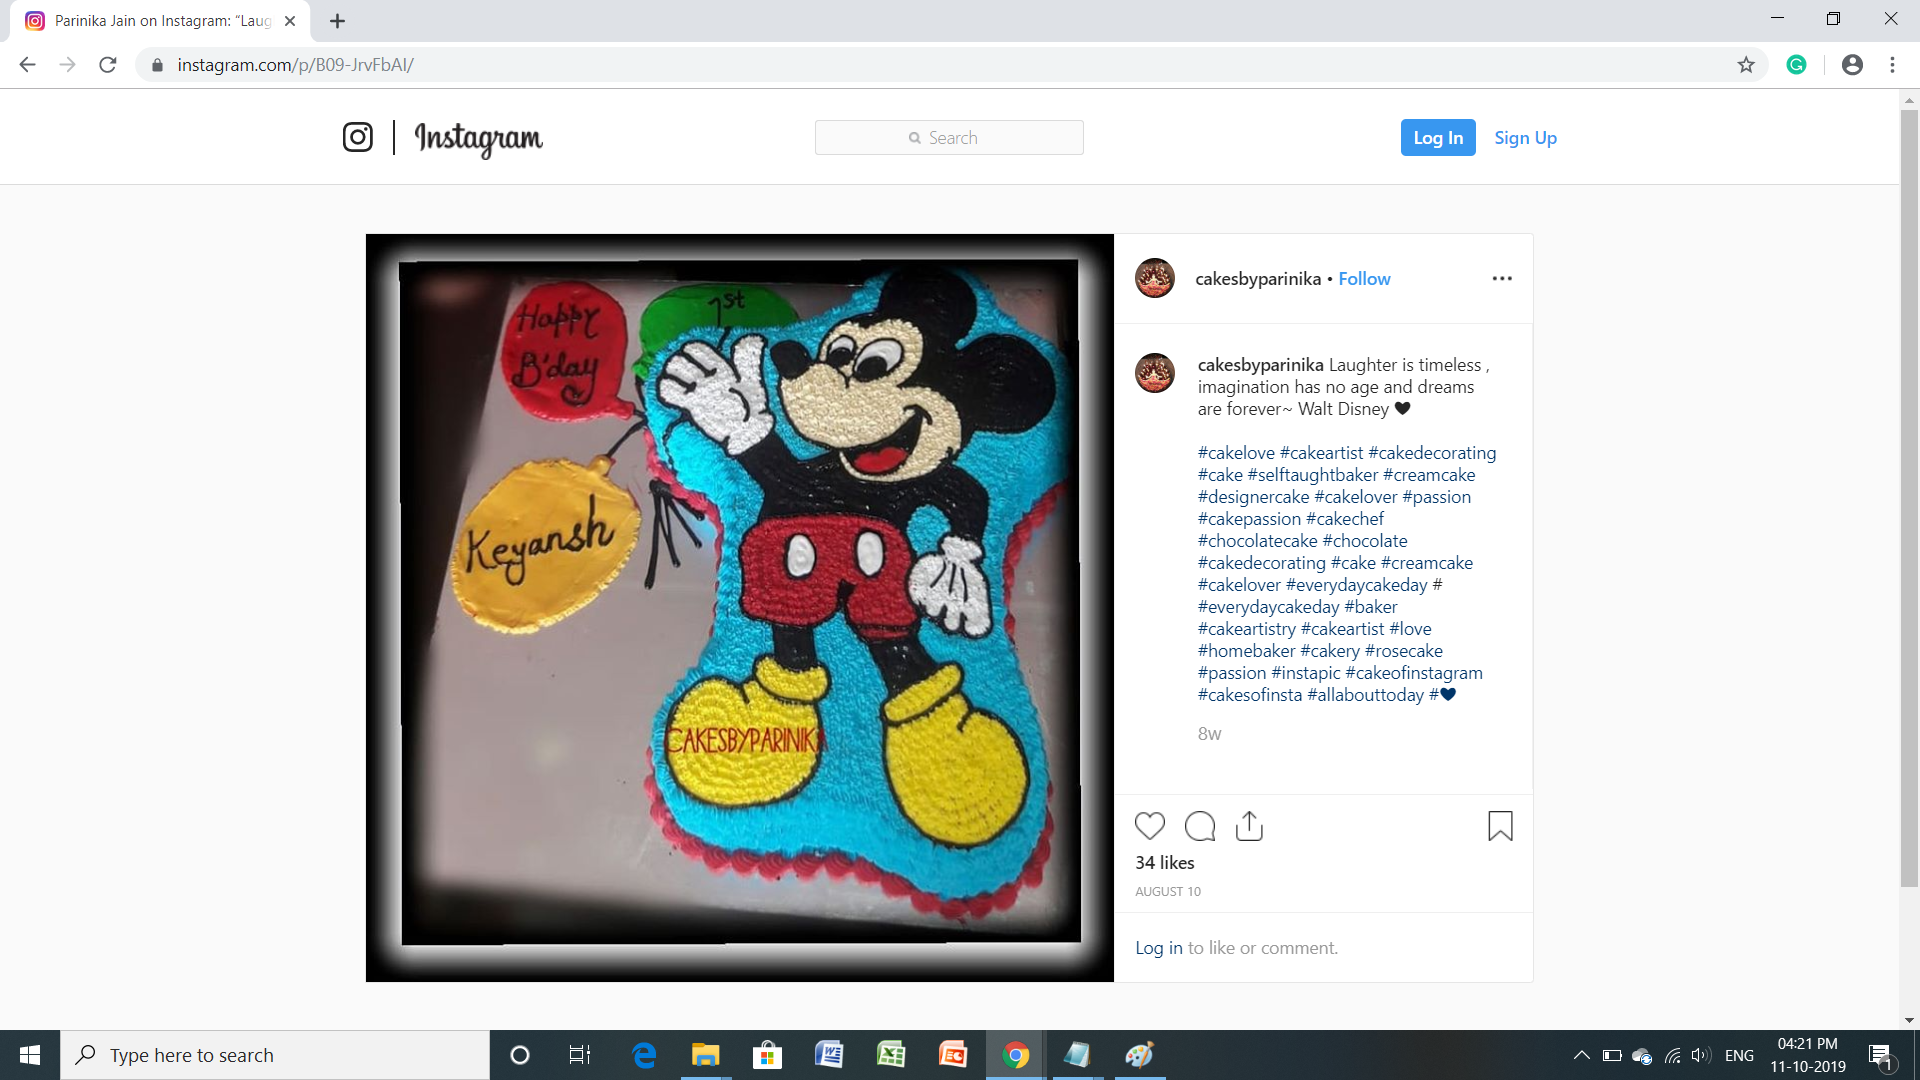 Parinika Jain on Instagram: “Laug
instagram.com/p/B09-JrvFbAI/
Instagram
Search
Log In
Sign Up
Happy
B'day
1st
Keyansh
CAKESBYPARINIKA
cakesbyparinika • Follow
cakesbyparinika Laughter is timeless ,
imagination has no age and dreams
are forever~ Walt Disney 🖤
#cakelove #cakeartist #cakedecorating
#cake #selftaughtbaker #creamcake
#designercake #cakelover #passion
#cakepassion #cakechef
#chocolatecake #chocolate
#cakedecorating #cake #creamcake
#cakelover #everydaycakeday #
#everydaycakeday #baker
#cakeartistry #cakeartist #love
#homebaker #cakery #rosecake
#passion #instapic #cakeofinstagram
#cakesofinsta #allabouttoday #🖤
8w
34 likes
AUGUST 10
Log in to like or comment.
Type here to search
ENG
04:21 PM
11-10-2019
1